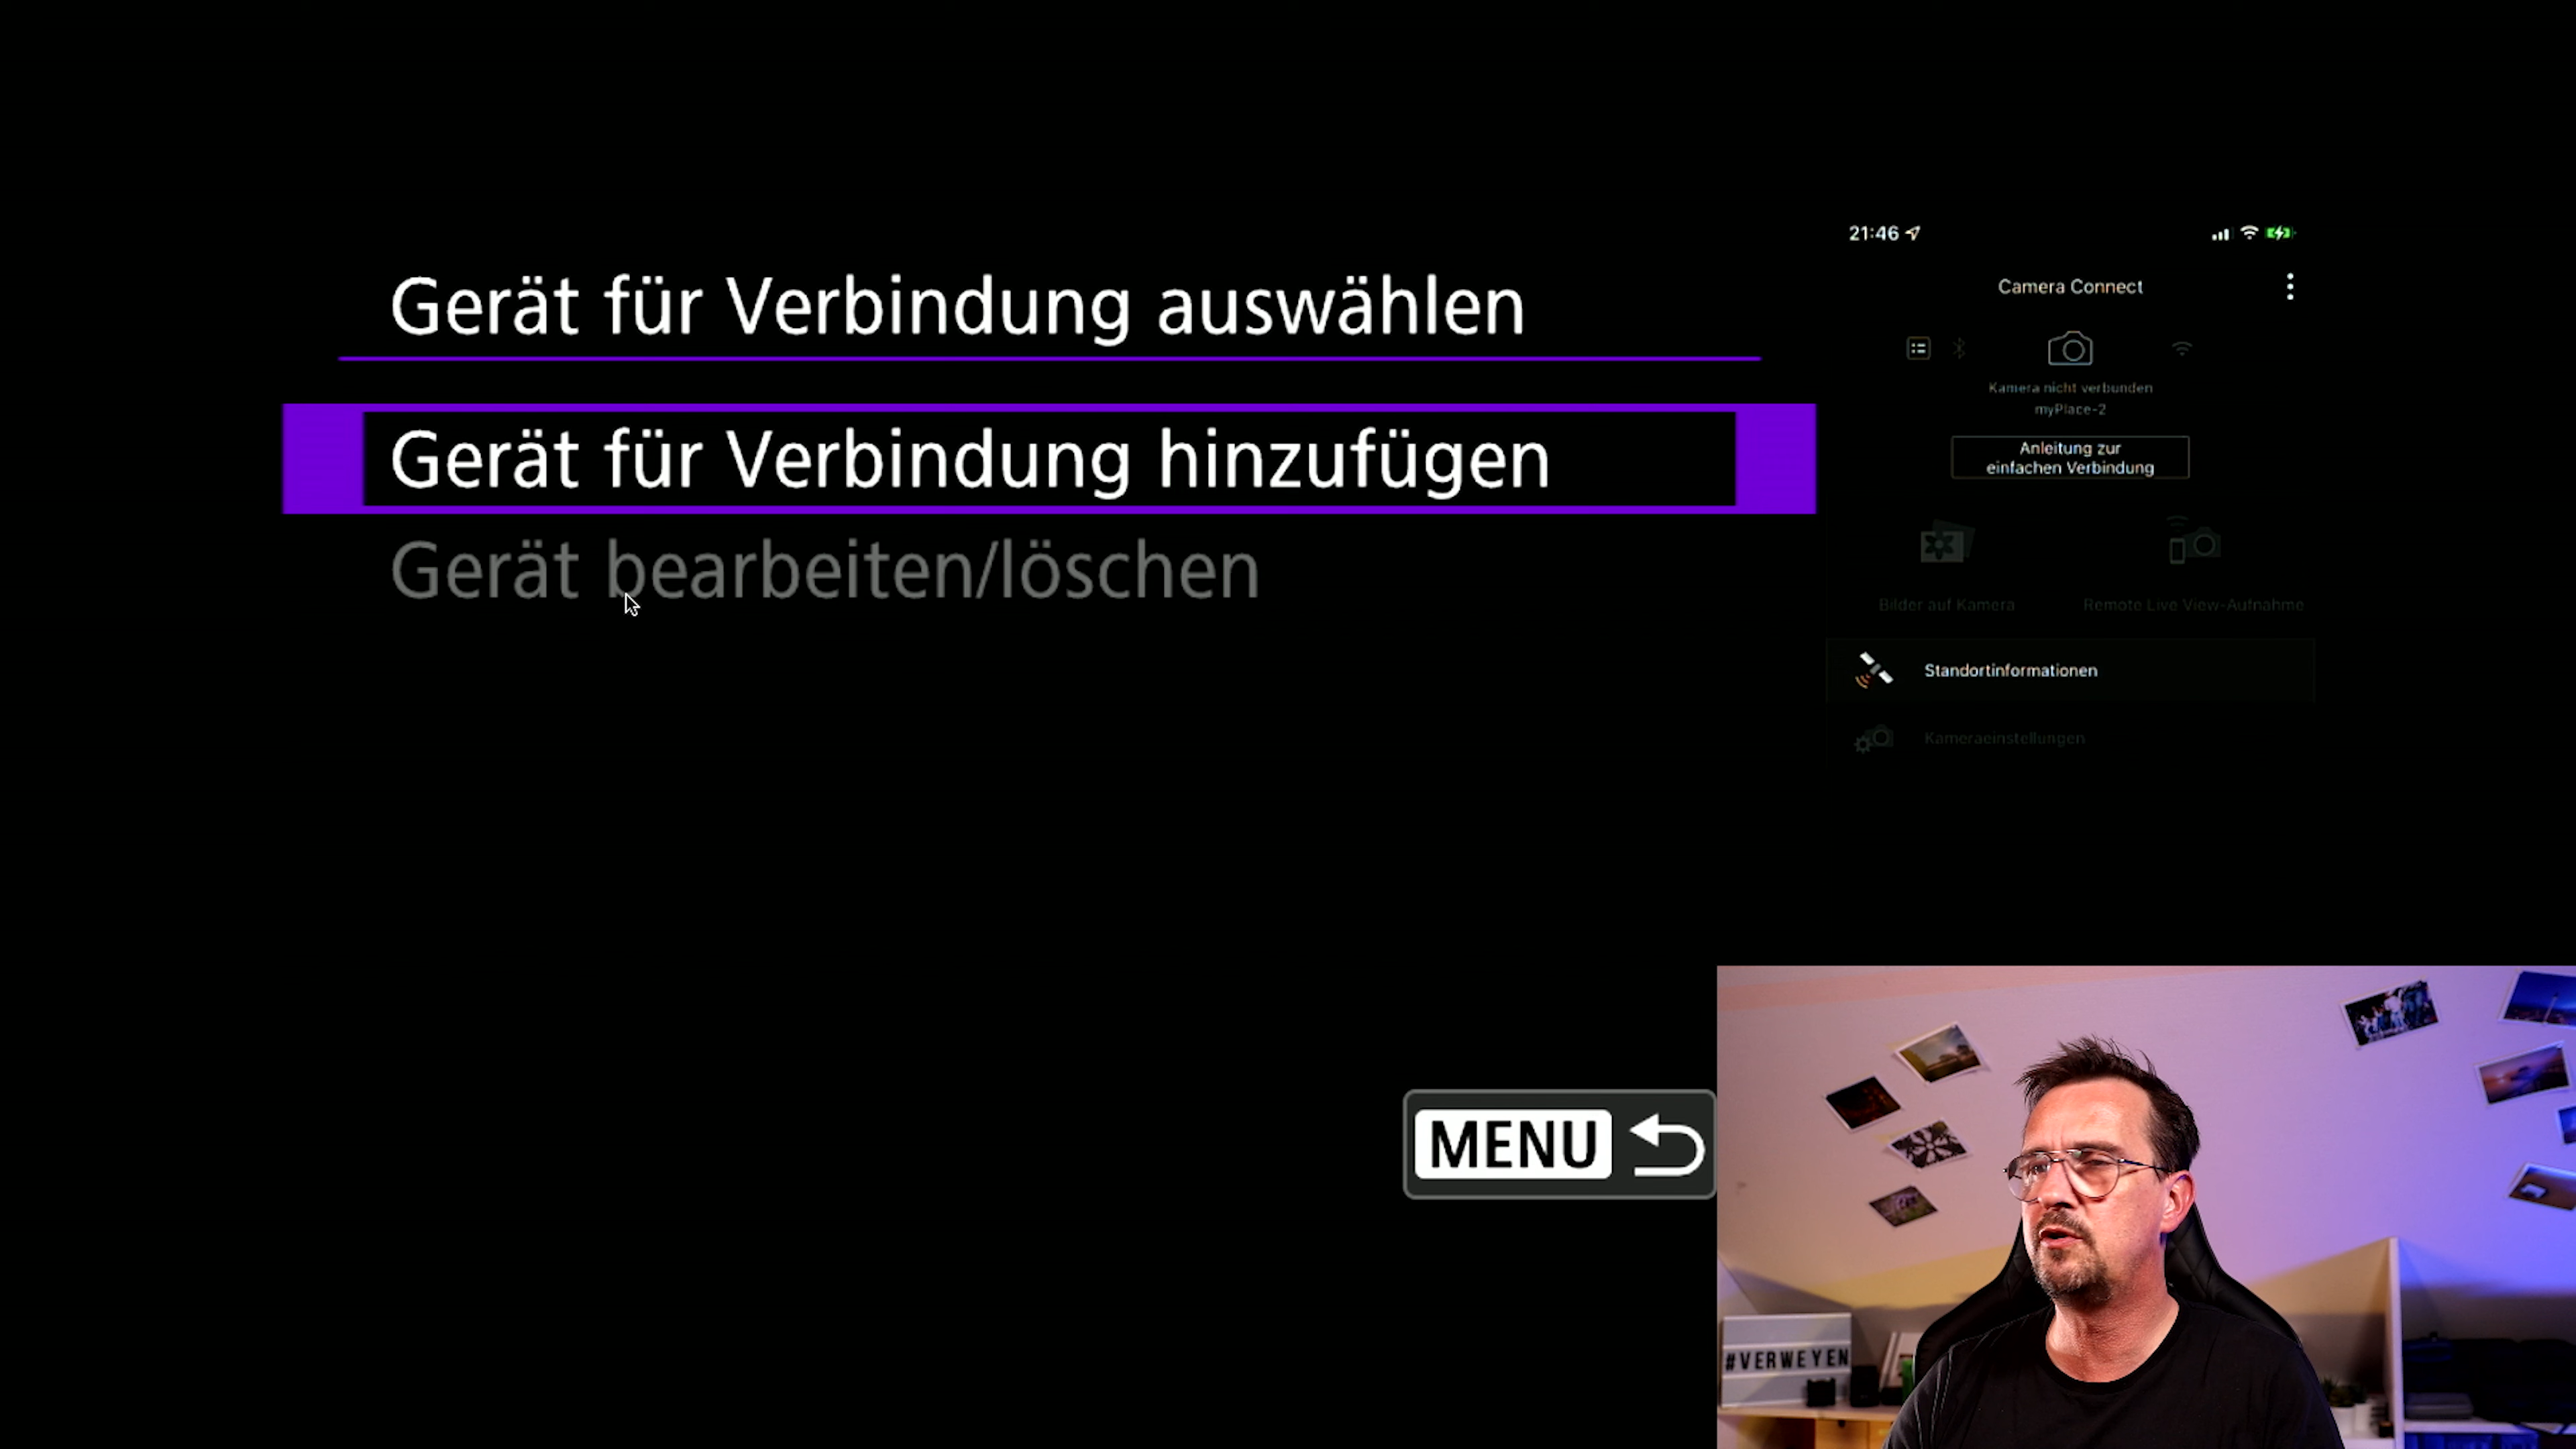 Gerät für Verbindung auswählen
Gerät für Verbindung hinzufügen
Gerät bearbeiten/löschen
MENU
21:46
Camera Connect
Kamera nicht verbunden
myPlace-2
Anleitung zur
einfachen Verbindung
Bilder auf Kamera
Remote Live View-Aufnahme
Standortinformationen
Kameraeinstellungen
#VERWEYEN